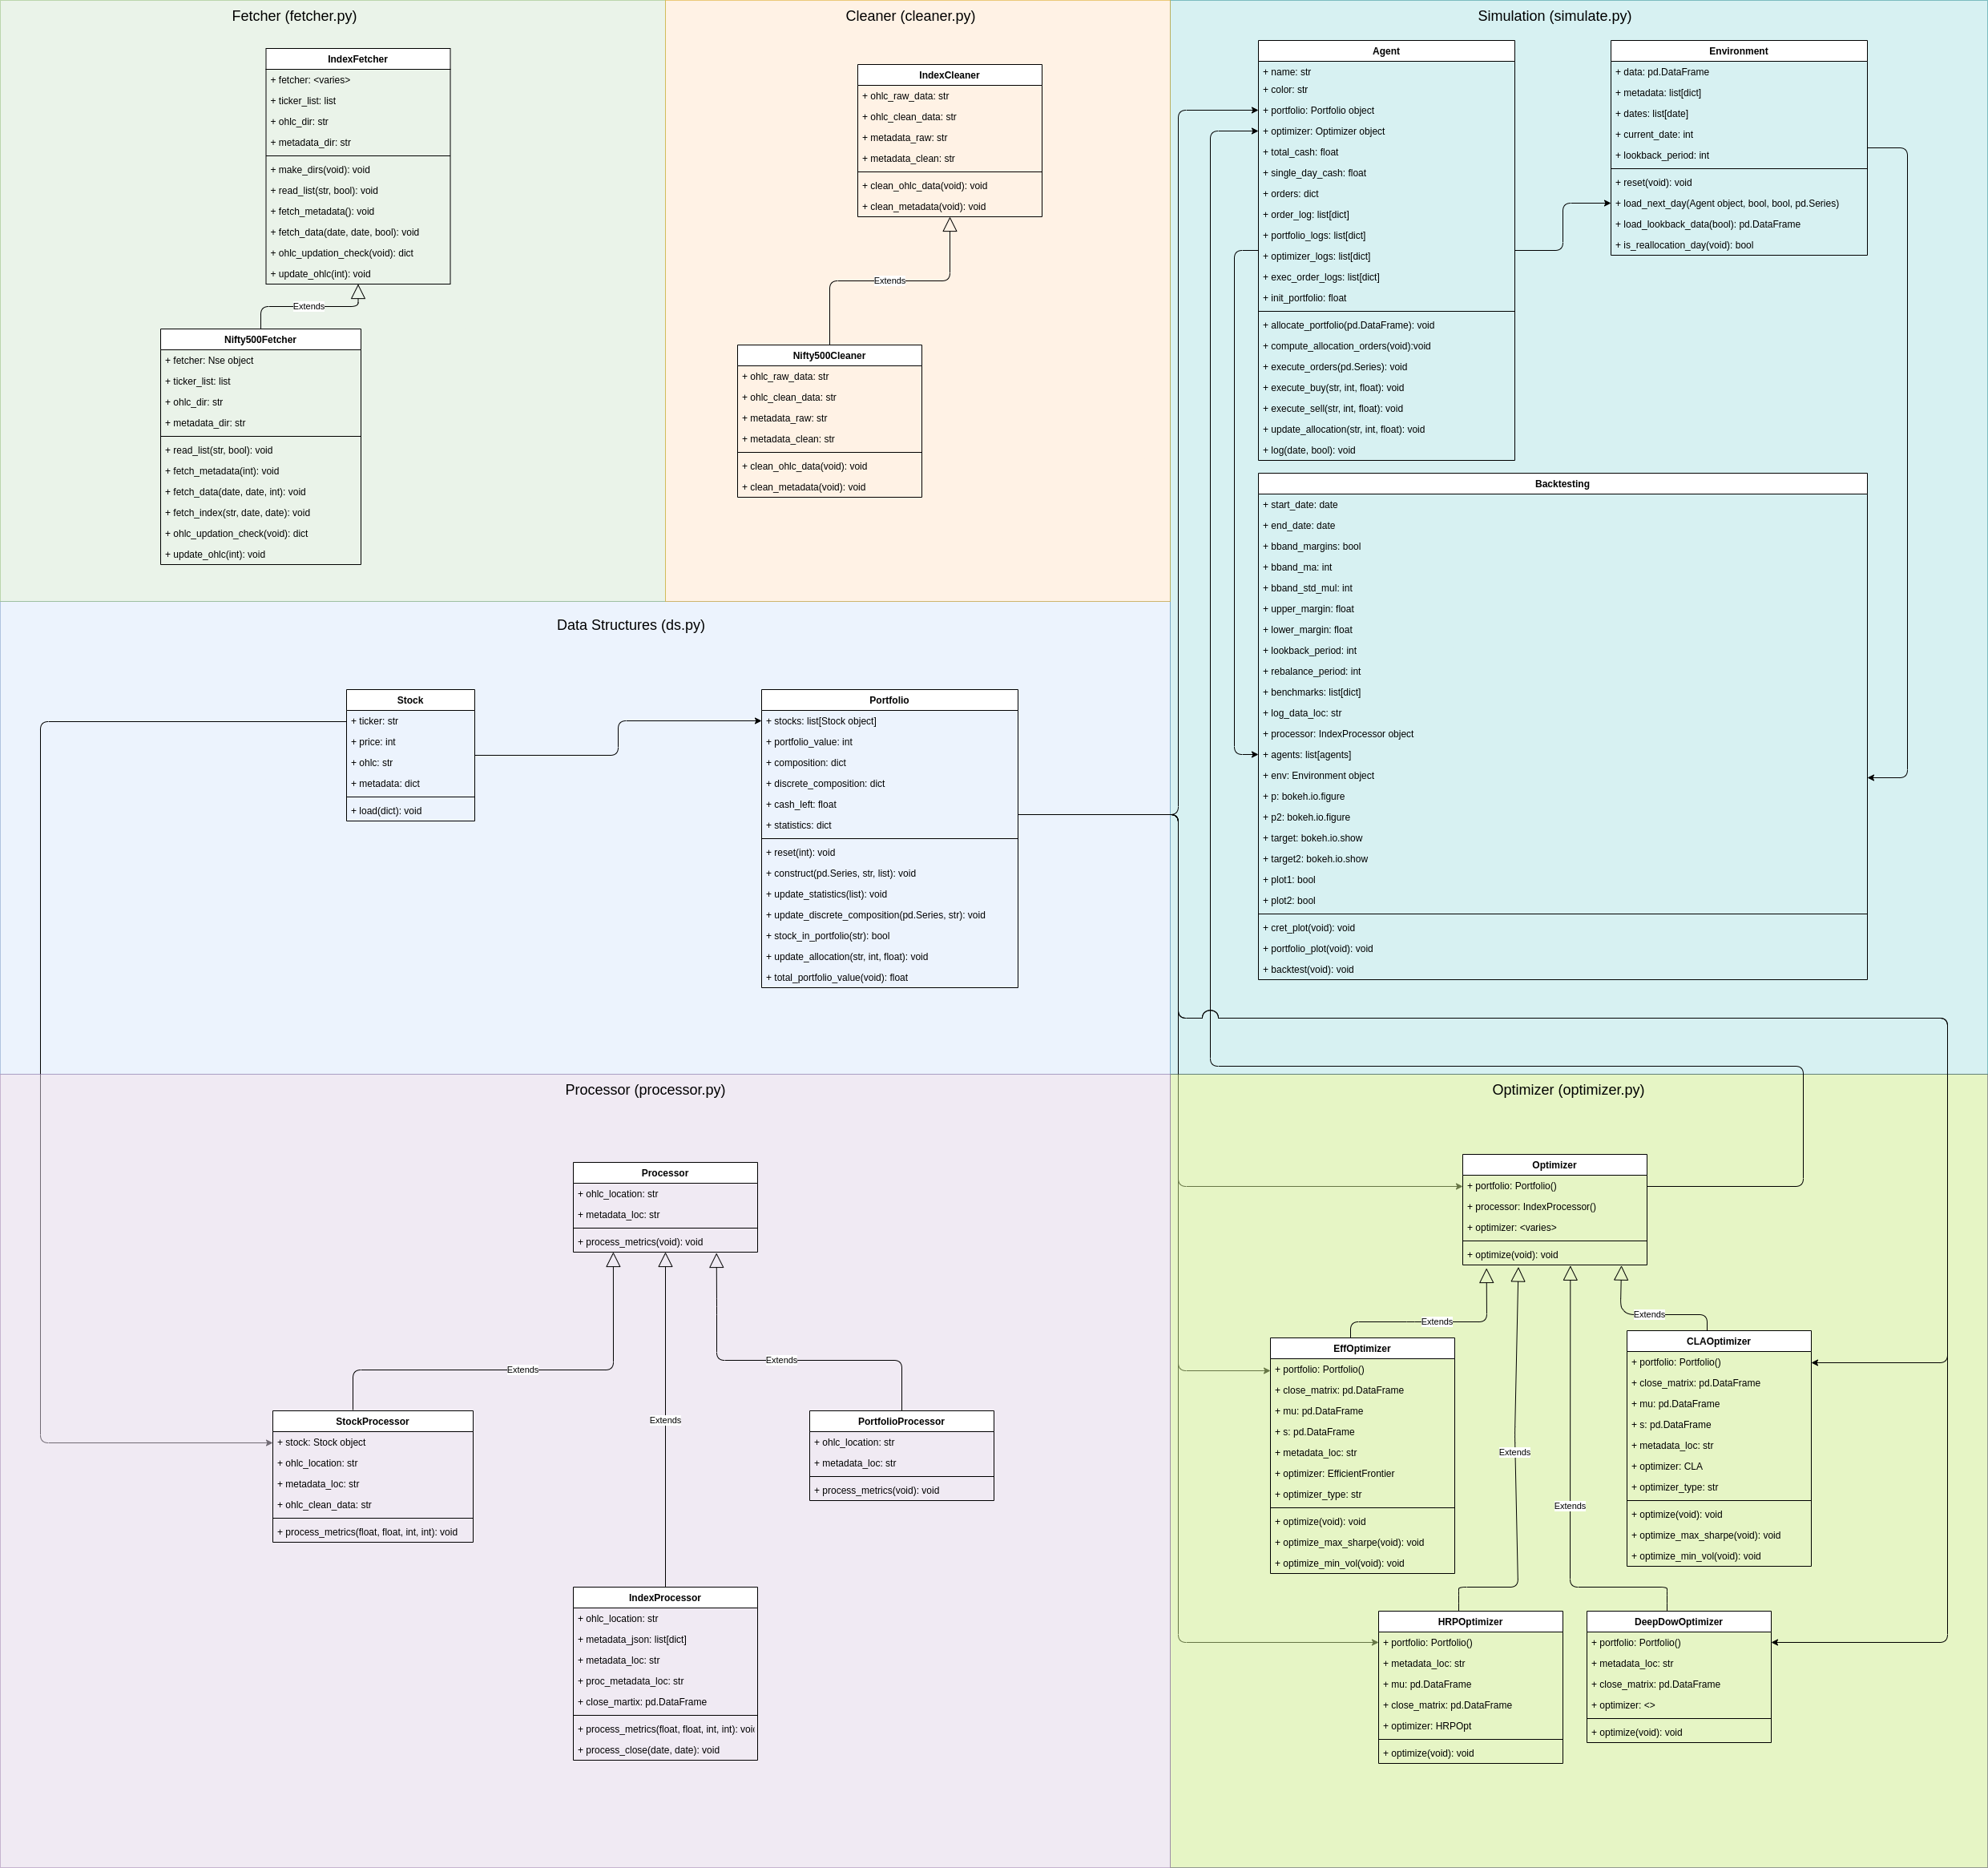 Fetcher (fetcher.py)
IndexFetcher
+ fetcher: <varies>
+ ticker_list: list
+ ohlc_dir: str
+ metadata_dir: str
+ make_dirs(void): void
+ read_list(str, bool): void
+ fetch_metadata(): void
+ fetch_data(date, date, bool): void
+ ohlc_updation_check(void): dict
+ update_ohlc(int): void
Extends
Nifty500Fetcher
+ fetcher: Nse object
+ ticker_list: list
+ ohlc_dir: str
+ metadata_dir: str
+ read_list(str, bool): void
+ fetch_metadata(int): void
+ fetch_data(date, date, int): void
+ fetch_index(str, date, date): void
+ ohlc_updation_check(void): dict
+ update_ohlc(int): void
Cleaner (cleaner.py)
IndexCleaner
+ ohlc_raw_data: str
+ ohlc_clean_data: str
+ metadata_raw: str
+ metadata_clean: str
+ clean_ohlc_data(void): void
+ clean_metadata(void): void
Extends
Nifty500Cleaner
+ ohlc_raw_data: str
+ ohlc_clean_data: str
+ metadata_raw: str
+ metadata_clean: str
+ clean_ohlc_data(void): void
+ clean_metadata(void): void
Simulation (simulate.py)
Agent
+ name: str
+ color: str
+ portfolio: Portfolio object
+ optimizer: Optimizer object
+ total_cash: float
+ single_day_cash: float
+ orders: dict
+ order_log: list[dict]
+ portfolio_logs: list[dict]
+ optimizer_logs: list[dict]
+ exec_order_logs: list[dict]
+ init_portfolio: float
+ allocate_portfolio(pd.DataFrame): void
+ compute_allocation_orders(void):void
+ execute_orders(pd.Series): void
+ execute_buy(str, int, float): void
+ execute_sell(str, int, float): void
+ update_allocation(str, int, float): void
+ log(date, bool): void
Environment
+ data: pd.DataFrame
+ metadata: list[dict]
+ dates: list[date]
+ current_date: int
+ lookback_period: int
+ reset(void): void
+ load_next_day(Agent object, bool, bool, pd.Series)
+ load_lookback_data(bool): pd.DataFrame
+ is_reallocation_day(void): bool
Backtesting
+ start_date: date
+ end_date: date
+ bband_margins: bool
+ bband_ma: int
+ bband_std_mul: int
+ upper_margin: float
+ lower_margin: float
+ lookback_period: int
+ rebalance_period: int
+ benchmarks: list[dict]
+ log_data_loc: str
+ processor: IndexProcessor object
+ agents: list[agents]
+ env: Environment object
+ p: bokeh.io.figure
+ p2: bokeh.io.figure
+ target: bokeh.io.show
+ target2: bokeh.io.show
+ plot1: bool
+ plot2: bool
+ cret_plot(void): void
+ portfolio_plot(void): void
+ backtest(void): void
Data Structures (ds.py)
Stock
+ ticker: str
+ price: int
+ ohlc: str
+ metadata: dict
+ load(dict): void
Portfolio
+ stocks: list[Stock object]
+ portfolio_value: int
+ composition: dict
+ discrete_composition: dict
+ cash_left: float
+ statistics: dict
+ reset(int): void
+ construct(pd.Series, str, list): void
+ update_statistics(list): void
+ update_discrete_composition(pd.Series, str): void
+ stock_in_portfolio(str): bool
+ update_allocation(str, int, float): void
+ total_portfolio_value(void): float
Processor (processor.py)
Processor
+ ohlc_location: str
+ metadata_loc: str
+ process_metrics(void): void
Extends
Extends
Extends
StockProcessor
+ stock: Stock object
+ ohlc_location: str
+ metadata_loc: str
+ ohlc_clean_data: str
+ process_metrics(float, float, int, int): void
PortfolioProcessor
+ ohlc_location: str
+ metadata_loc: str
+ process_metrics(void): void
IndexProcessor
+ ohlc_location: str
+ metadata_json: list[dict]
+ metadata_loc: str
+ proc_metadata_loc: str
+ close_martix: pd.DataFrame
+ process_metrics(float, float, int, int):
+ process_close(date, date): void
Optimizer (optimizer.py)
Optimizer
+ portfolio: Portfolio()
+ processor: IndexProcessor()
+ optimizer: <varies>
+ optimize(void): void
Extends
Extends
Extends
Extends
EffOptimizer
+ portfolio: Portfolio()
+ close_matrix: pd.DataFrame
+ mu: pd.DataFrame
+ s: pd.DataFrame
+ metadata_loc: str
+ optimizer: EfficientFrontier
+ optimizer_type: str
+ optimize(void): void
+ optimize_max_sharpe(void): void
+ optimize_min_vol(void): void
CLAOptimizer
+ portfolio: Portfolio()
+ close_matrix: pd.DataFrame
+ mu: pd.DataFrame
+ s: pd.DataFrame
+ metadata_loc: str
+ optimizer: CLA
+ optimizer_type: str
+ optimize(void): void
+ optimize_max_sharpe(void): void
+ optimize_min_vol(void): void
HRPOptimizer
+ portfolio: Portfolio()
+ metadata_loc: str
+ mu: pd.DataFrame
+ close_matrix: pd.DataFrame
+ optimizer: HRPOpt
+ optimize(void): void
DeepDowOptimizer
+ portfolio: Portfolio()
+ metadata_loc: str
+ close_matrix: pd.DataFrame
+ optimizer: <>
+ optimize(void): void